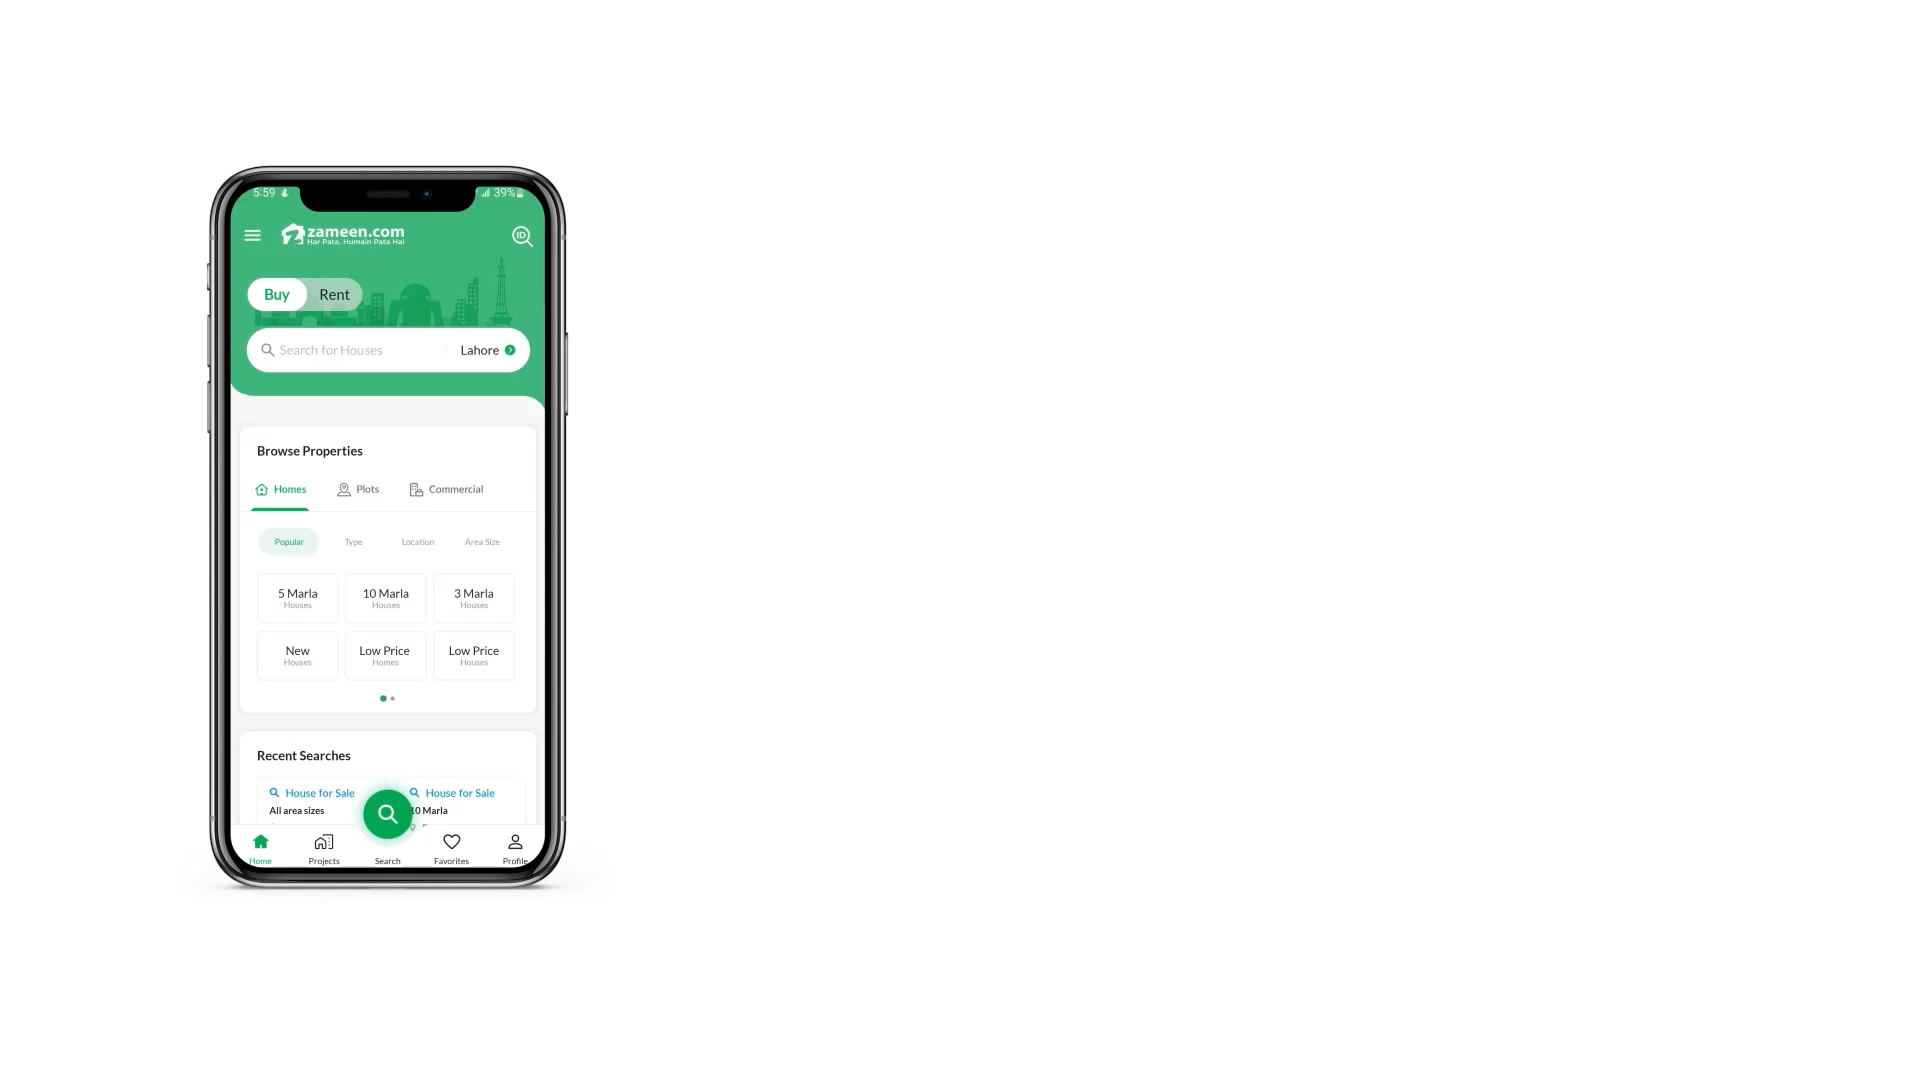 5:59
39%
zameen.com
Har Pata, Humain Pata Hai
ID
Buy Rent
Search for Houses Lahore
Browse Properties
Homes Plots Commercial
Popular Type Location Area Size
5 Marla 10 Marla 3 Marla
Houses Houses Houses
New Low Price Low Price
Houses Homes Houses
Recent Searches
House for Sale House for Sale
All area sizes 10 Marla
Home Projects Search Favorites Profile